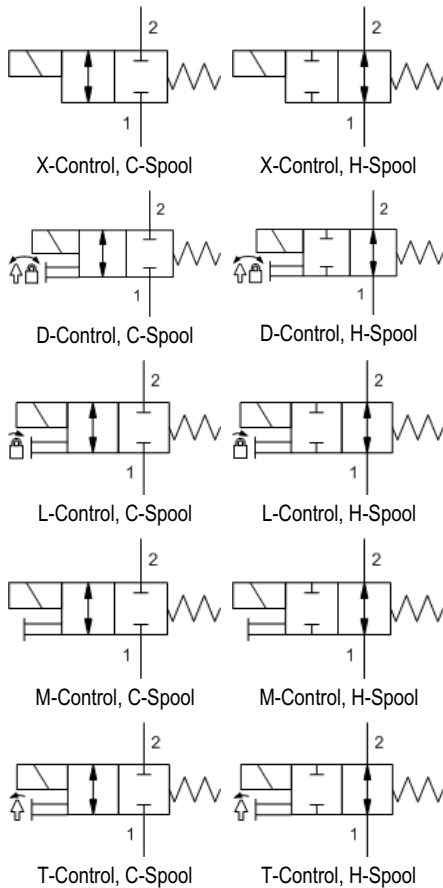 2 2
1 1
X-Control, C-Spool X-Control, H-Spool
2 2
1 1
D-Control, C-Spool D-Control, H-Spool
2 2
1 1
L-Control, C-Spool L-Control, H-Spool
2 2
1 1
M-Control, C-Spool M-Control, H-Spool
2 2
1 1
T-Control, C-Spool T-Control, H-Spool